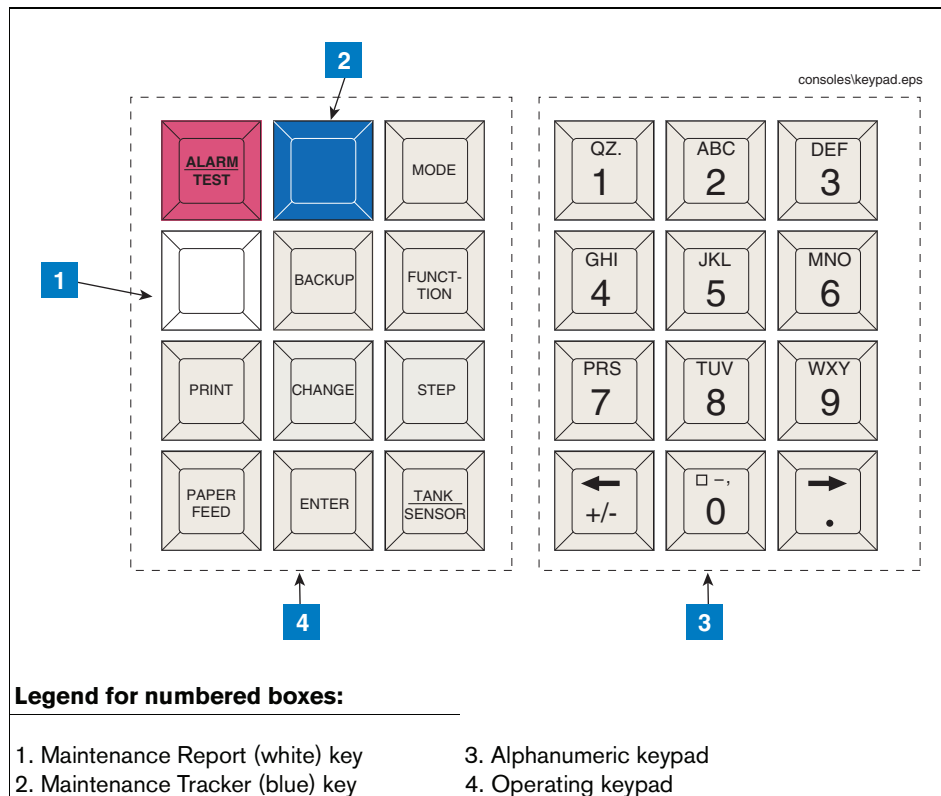 2
consoles\keypad.eps
ALARM
TEST
MODE
QZ.
1
ABC
2
DEF
3
1
BACKUP
FUNCT-
TION
GHI
4
JKL
5
MNO
6
PRINT
CHANGE
STEP
PRS
7
TUV
8
WXY
9
PAPER
FEED
ENTER
TANK
SENSOR
←
+/-
□ –,
0
→
.
4
3
Legend for numbered boxes:
1. Maintenance Report (white) key
2. Maintenance Tracker (blue) key
3. Alphanumeric keypad
4. Operating keypad